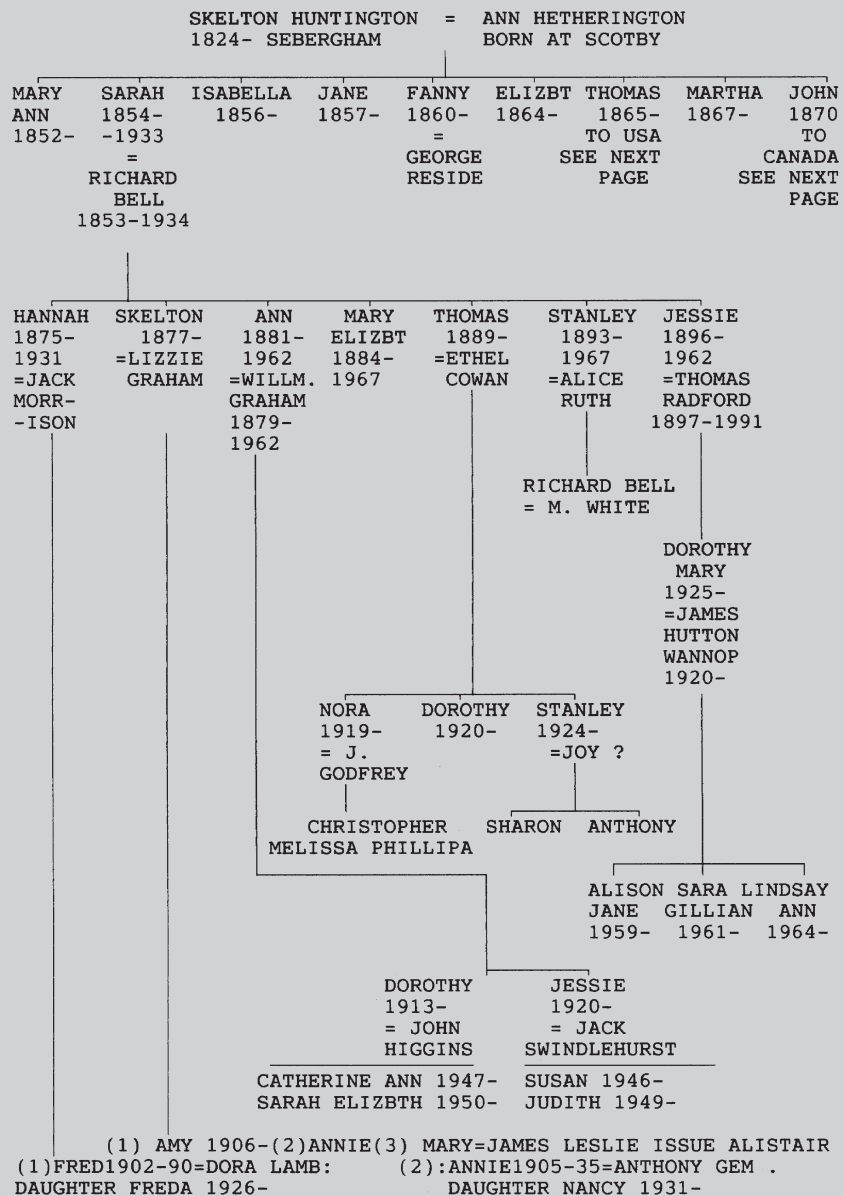 SKELTON HUNTINGTON = ANN HETHERINGTON
1824- SEBERGHAM BORN AT SCOTBY
MARY SARAH ISABELLA JANE FANNY ELIZBT THOMAS MARTHA JOHN
ANN 1854- 1856- 1857- 1860- 1864- 1865- 1867- 1870
1852- -1933 = TO USA TO
= GEORGE SEE NEXT CANADA
RICHARD RESIDE PAGE SEE NEXT
BELL PAGE
1853-1934
HANNAH SKELTON ANN MARY THOMAS STANLEY JESSIE
1875- 1877- 1881- ELIZBT 1889- 1893- 1896-
1931 =LIZZIE 1962 1884- =ETHEL 1967 1962
=JACK GRAHAM =WILLM. 1967 COWAN =ALICE =THOMAS
MORR- GRAHAM RUTH RADFORD
-ISON 1879- 1897-1991
1962
RICHARD BELL
= M. WHITE
DOROTHY
MARY
1925-
=JAMES
HUTTON
WANNOP
1920-
NORA DOROTHY STANLEY
1919- 1920- 1924-
= J. =JOY ?
GODFREY
CHRISTOPHER SHARON ANTHONY
MELISSA PHILLIPA
ALISON SARA LINDSAY
JANE GILLIAN ANN
1959- 1961- 1964-
DOROTHY JESSIE
1913- 1920-
= JOHN = JACK
HIGGINS SWINDLEHURST
CATHERINE ANN 1947- SUSAN 1946-
SARAH ELIZBTH 1950- JUDITH 1949-
(1) AMY 1906-(2)ANNIE(3) MARY=JAMES LESLIE ISSUE ALISTAIR
(1)FRED1902-90=DORA LAMB: (2):ANNIE1905-35=ANTHONY GEM .
DAUGHTER FREDA 1926- DAUGHTER NANCY 1931-